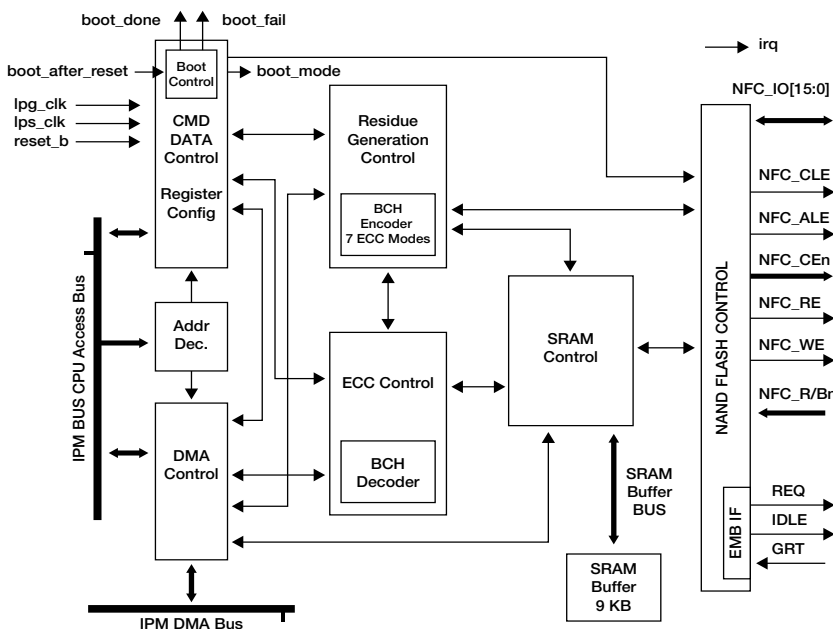 boot_done
boot_fail
boot_after_reset
Boot
Control
boot_mode
lpg_clk
lps_clk
reset_b
CMD
DATA
Control
Register
Config
Residue
Generation
Control
BCH
Encoder
7 ECC Modes
irq
NFC_IO[15:0]
NFC_CLE
NFC_ALE
NFC_CEn
NFC_RE
NFC_WE
NFC_R/Bn
IPM BUS CPU Access Bus
Addr
Dec.
ECC Control
BCH
Decoder
SRAM
Control
NAND FLASH CONTROL
DMA
Control
SRAM
Buffer
BUS
EMB IF
REQ
IDLE
GRT
SRAM
Buffer
9 KB
IPM DMA Bus